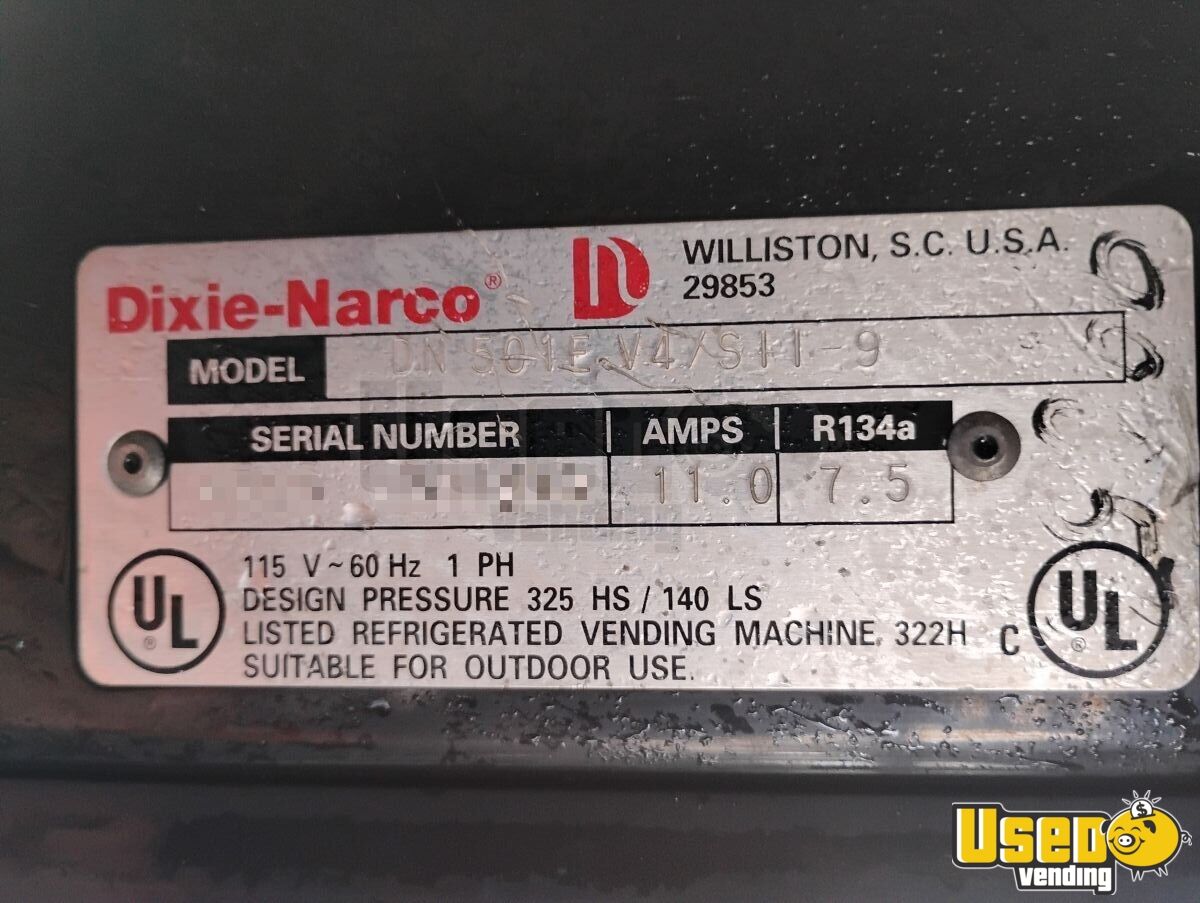 Dixie-Narco®
WILLISTON, S.C. U.S.A.
29853
MODEL DN 501E V4/SII-9
SERIAL NUMBER AMPS R134a
11.0 7.5
UL®
115 V~60 Hz 1 PH
DESIGN PRESSURE 325 HS / 140 LS
LISTED REFRIGERATED VENDING MACHINE 322H
SUITABLE FOR OUTDOOR USE.
C UL®
USED
vending